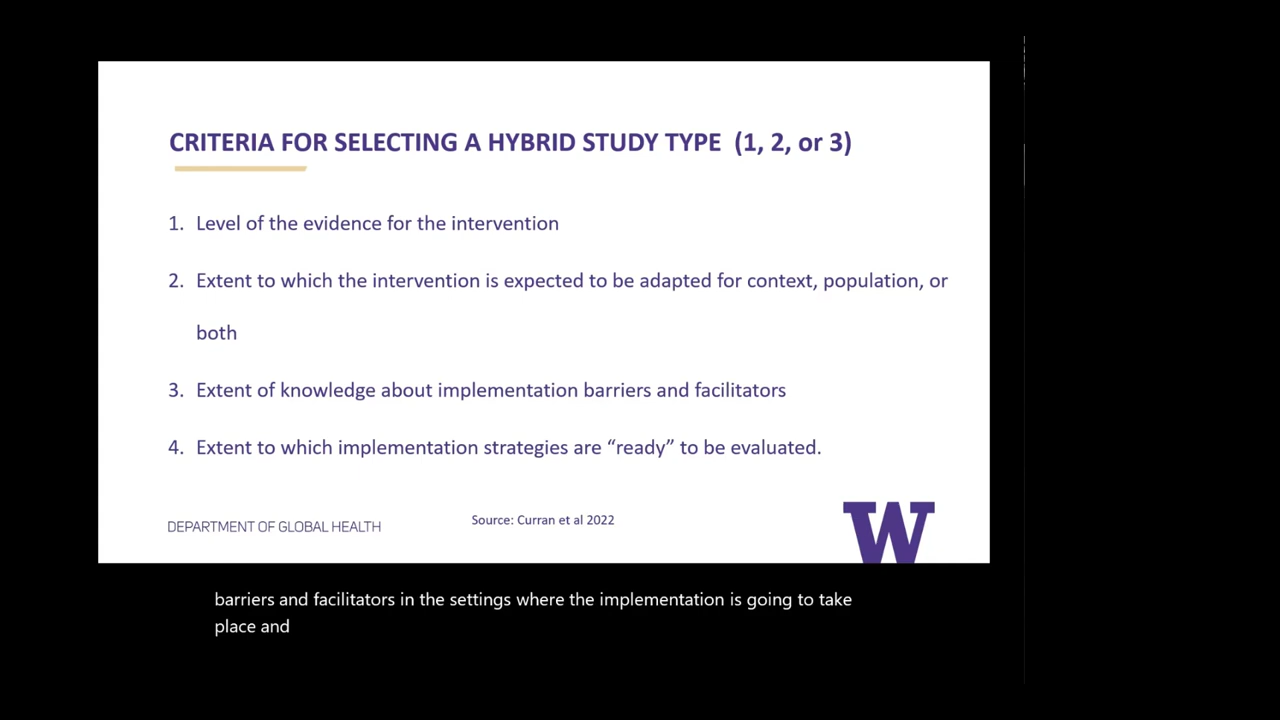 CRITERIA FOR SELECTING A HYBRID STUDY TYPE (1, 2, or 3)
1. Level of the evidence for the intervention
2. Extent to which the intervention is expected to be adapted for context, population, or
both
3. Extent of knowledge about implementation barriers and facilitators
4. Extent to which implementation strategies are “ready” to be evaluated.
Source: Curran et al 2022
DEPARTMENT OF GLOBAL HEALTH
W
barriers and facilitators in the settings where the implementation is going to take
place and